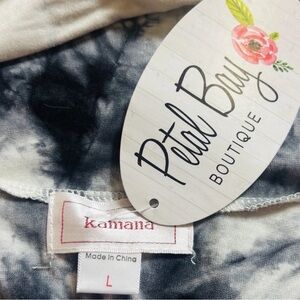 Petal Bay
BOUTIQUE
kamana
Made in China
L